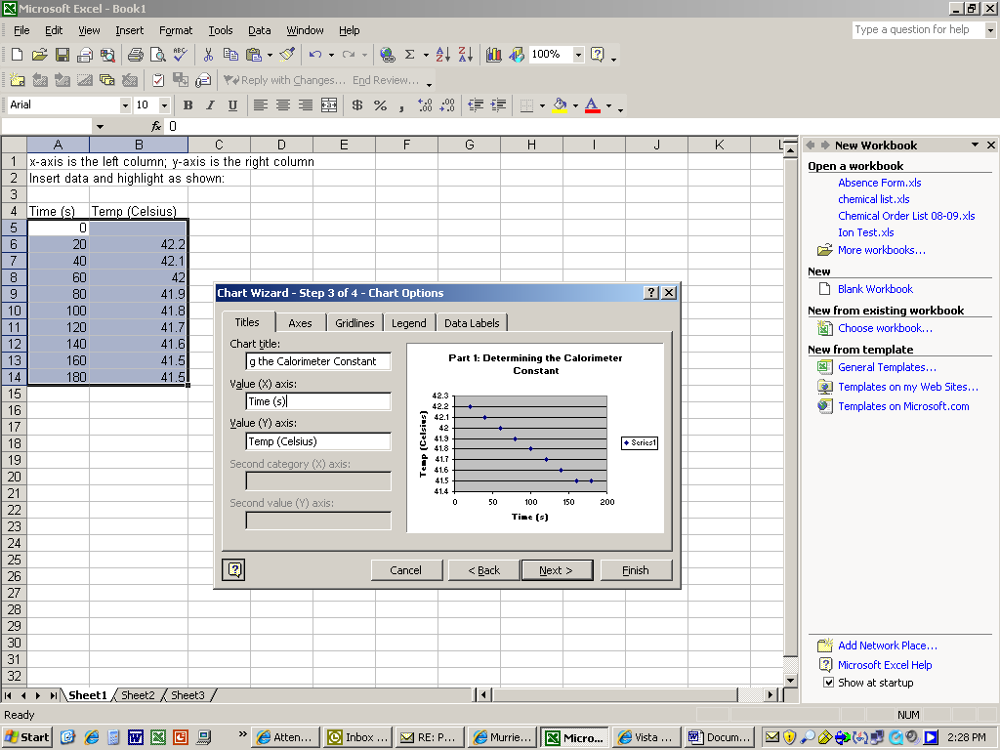 Microsoft Excel - Book1
File Edit View Insert Format Tools Data Window Help
Type a question for help
100%
Reply with Changes... End Review...
Arial 10 B I U $ % ,
fx 0
A B C D E F G H I J K L
1 x-axis is the left column; y-axis is the right column
2 Insert data and highlight as shown:
3
4 Time (s) Temp (Celsius)
5 0
6 20 42.2
7 40 42.1
8 60 42
9 80 41.9
10 100 41.8
11 120 41.7
12 140 41.6
13 160 41.5
14 180 41.5
15
16
17
18
19
20
21
22
23
24
25
26
27
28
29
30
31
32
Chart Wizard - Step 3 of 4 - Chart Options
Titles Axes Gridlines Legend Data Labels
Chart title:
g the Calorimeter Constant
Value (X) axis:
Time (s)
Value (Y) axis:
Temp (Celsius)
Second category (X) axis:
Second value (Y) axis:
Part 1: Determining the Calorimeter
Constant
Temp (Celsius)
42.3
42.2
42.1
42
41.9
41.8
41.7
41.6
41.5
41.4
0 50 100 150 200
Time (s)
Series1
Cancel < Back Next > Finish
New Workbook
Open a workbook
Absence Form.xls
chemical list.xls
Chemical Order List 08-09.xls
Ion Test.xls
More workbooks...
New
Blank Workbook
New from existing workbook
Choose workbook...
New from template
General Templates...
Templates on my Web Sites...
Templates on Microsoft.com
Add Network Place...
Microsoft Excel Help
Show at startup
Sheet1 Sheet2 Sheet3
Ready NUM
Start Atten... Inbox ... RE: P... Murrie... Micro... Vista ... Docum... 2:28 PM